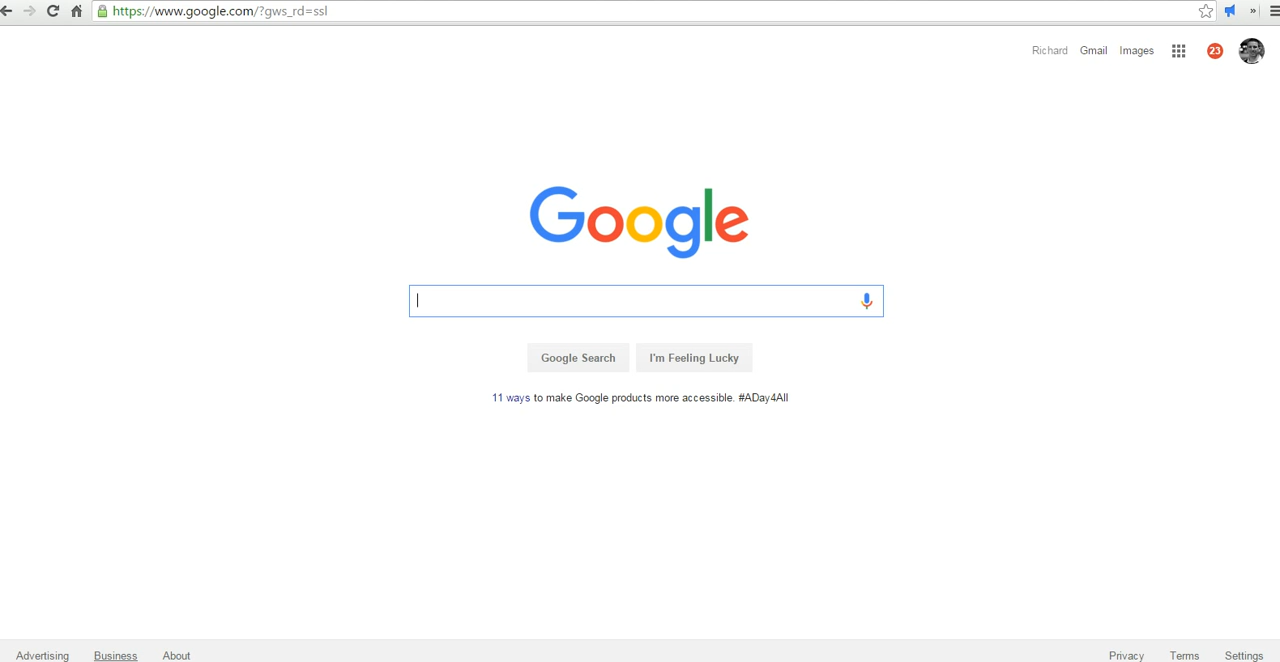 https://www.google.com/?gws_rd=ssl
»
Richard Gmail Images 23
Google
Google Search I'm Feeling Lucky
11 ways to make Google products more accessible. #ADay4All
Advertising Business About Privacy Terms Settings